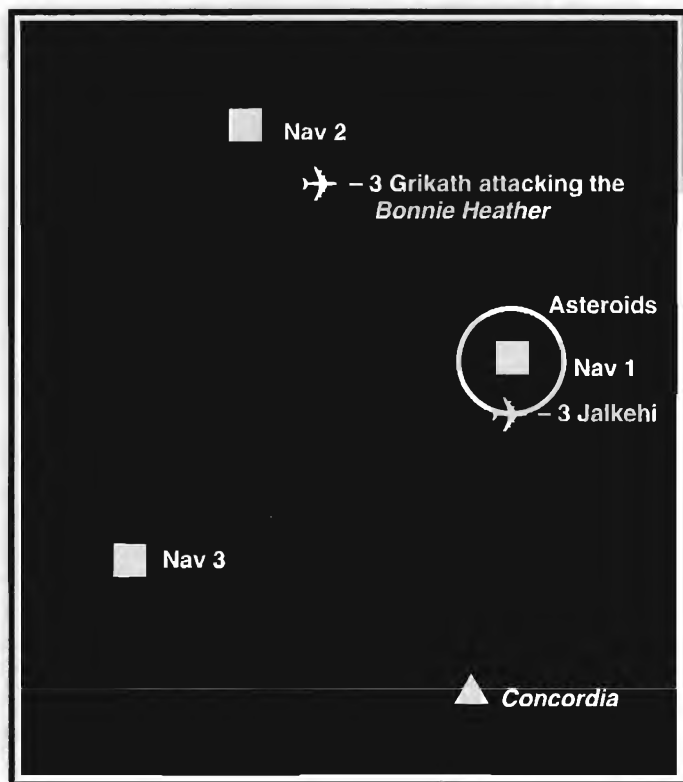 Nav 2
– 3 Grikath attacking the
Bonnie Heather
Asteroids
Nav 1
– 3 Jalkehi
Nav 3
Concordia